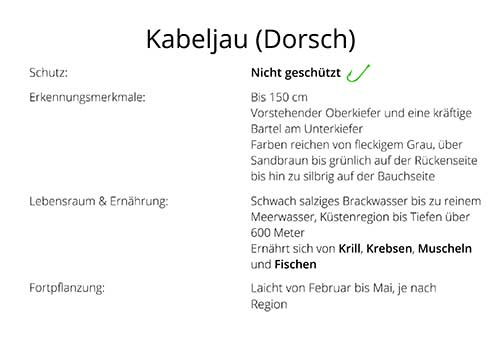 Kabeljau (Dorsch)
Schutz: Nicht geschützt
Erkennungsmerkmale: Bis 150 cm
Vorstehender Oberkiefer und eine kräftige
Bartel am Unterkiefer
Farben reichen von fleckigem Grau, über
Sandbraun bis grünlich auf der Rückenseite
bis hin zu silbrig auf der Bauchseite
Lebensraum & Ernährung: Schwach salziges Brackwasser bis zu reinem
Meerwasser, Küstenregion bis Tiefen über
600 Meter
Ernährt sich von Krill, Krebsen, Muscheln
und Fischen
Fortpflanzung: Laicht von Februar bis Mai, je nach
Region